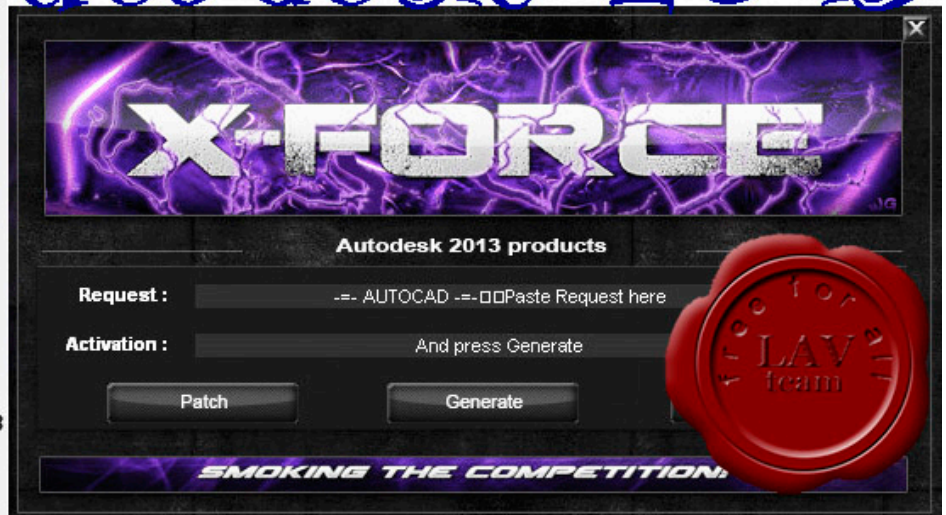 X
X-FORCE
JG
Autodesk 2013 products
Request :
-=- AUTOCAD -=-□□Paste Request here
Activation :
And press Generate
free for all
LAV
team
Patch
Generate
SMOKING THE COMPETITION!